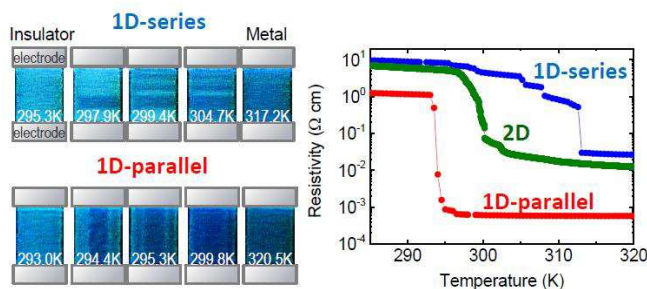 1D-series
Insulator Metal
electrode
295.3K 297.9K 299.4K 304.7K 317.2K
electrode
1D-parallel
293.0K 294.4K 295.3K 299.8K 320.5K
Resistivity (Ω cm)
10¹
10⁰
10⁻¹
10⁻²
10⁻³
10⁻⁴
1D-series
2D
1D-parallel
290 300 310 320
Temperature (K)